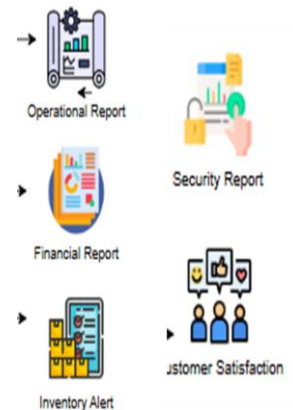 Operational Report
Security Report
Financial Report
ustomer Satisfaction
Inventory Alert